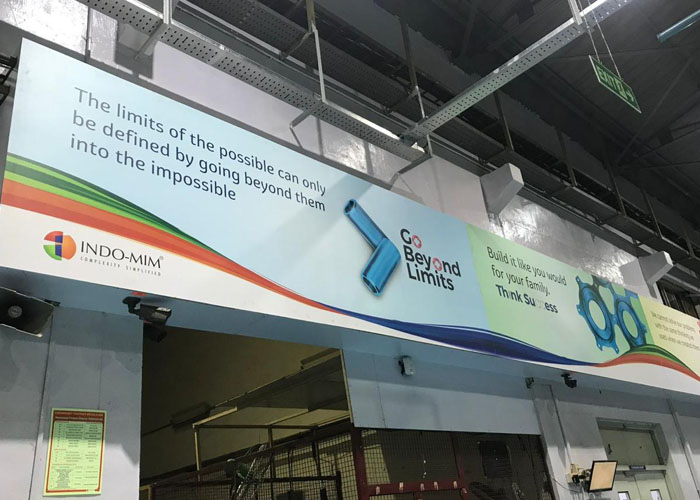 The limits of the possible can only
be defined by going beyond them
into the impossible
INDO-MIM®
COMPLEXITY SIMPLIFIED
Go
Beyond
Limits
Build it like you would
for your family.
Think Success
EXIT